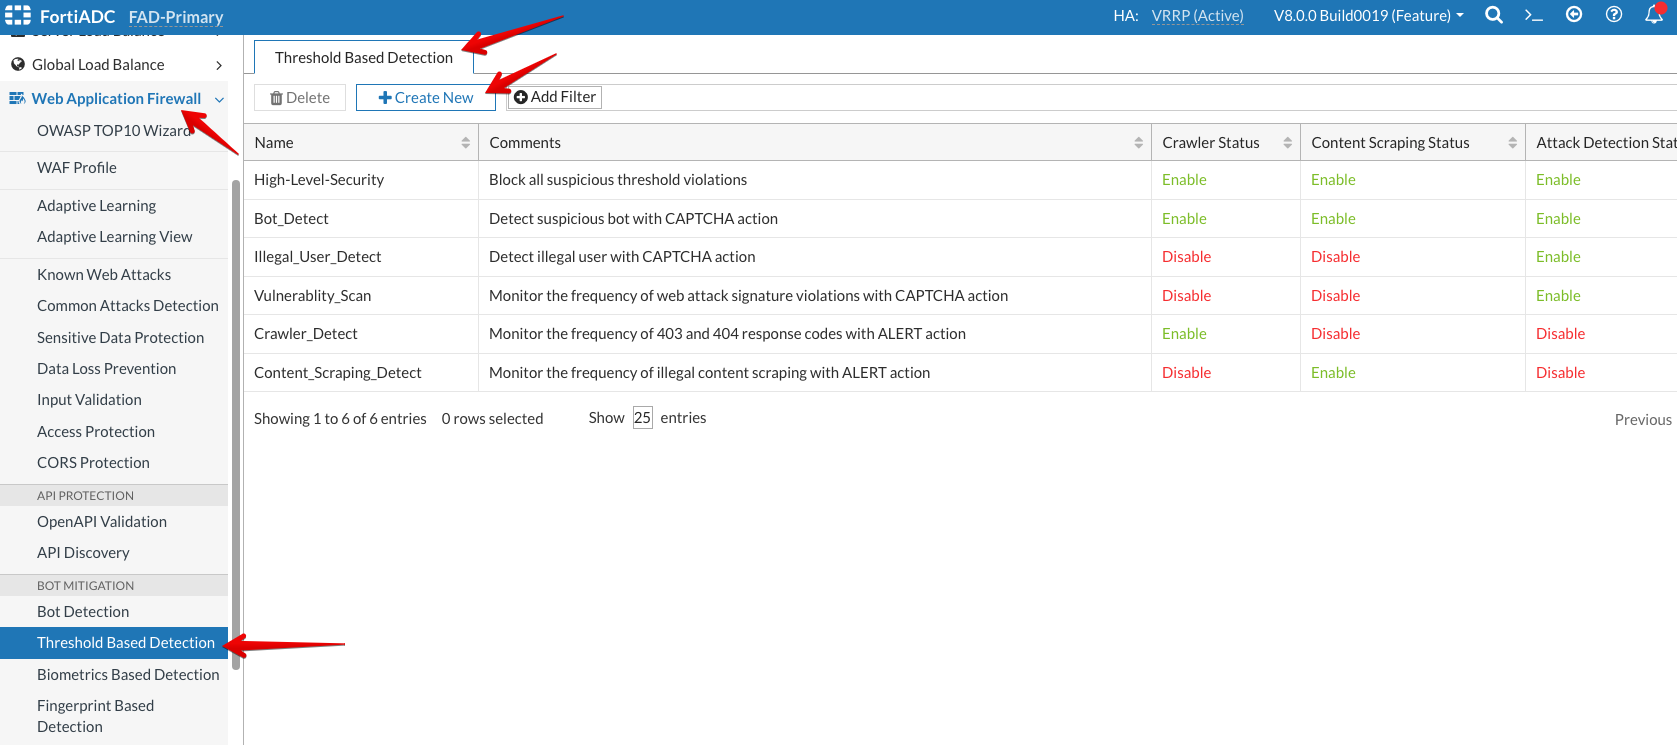 FortiADC FAD-Primary HA: VRRP (Active) V8.0.0 Build0019 (Feature)
Server Load Balance
Global Load Balance
Web Application Firewall
OWASP TOP10 Wizard
WAF Profile
Adaptive Learning
Adaptive Learning View
Known Web Attacks
Common Attacks Detection
Sensitive Data Protection
Data Loss Prevention
Input Validation
Access Protection
CORS Protection
API PROTECTION
OpenAPI Validation
API Discovery
BOT MITIGATION
Bot Detection
Threshold Based Detection
Biometrics Based Detection
Fingerprint Based
Detection
Threshold Based Detection
Delete Create New Add Filter
Name Comments Crawler Status Content Scraping Status Attack Detection Stat
High-Level-Security Block all suspicious threshold violations Enable Enable Enable
Bot_Detect Detect suspicious bot with CAPTCHA action Enable Enable Enable
Illegal_User_Detect Detect illegal user with CAPTCHA action Disable Disable Enable
Vulnerablity_Scan Monitor the frequency of web attack signature violations with CAPTCHA action Disable Disable Enable
Crawler_Detect Monitor the frequency of 403 and 404 response codes with ALERT action Enable Disable Disable
Content_Scraping_Detect Monitor the frequency of illegal content scraping with ALERT action Disable Enable Disable
Showing 1 to 6 of 6 entries 0 rows selected Show 25 entries Previous